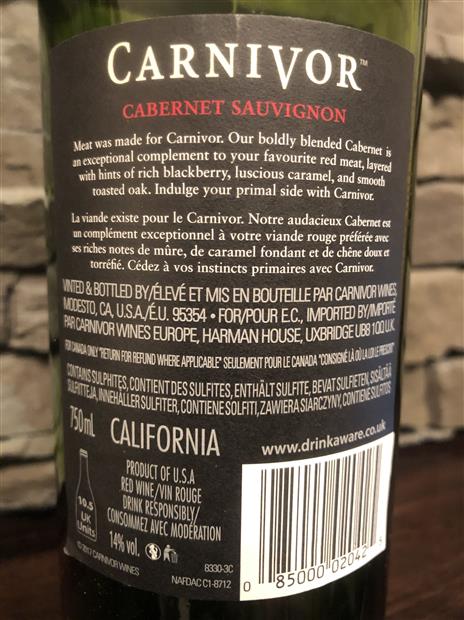 CARNIVOR™
CABERNET SAUVIGNON
Meat was made for Carnivor. Our boldly blended Cabernet is
an exceptional complement to your favourite red meat, layered
with hints of rich blackberry, luscious caramel, and smooth
toasted oak. Indulge your primal side with Carnivor.
La viande existe pour le Carnivor. Notre audacieux Cabernet est
un complément exceptionnel à votre viande rouge préférée avec
ses riches notes de mûre, de caramel fondant et de chêne doux et
torréfié. Cédez à vos instincts primaires avec Carnivor.
VINTED & BOTTLED BY/ÉLEVÉ ET MIS EN BOUTEILLE PAR CARNIVOR WINES,
MODESTO, CA, U.S.A./É.U. 95354 • FOR/POUR E.C., IMPORTED BY/IMPORTÉ
PAR CARNIVOR WINES EUROPE, HARMAN HOUSE, UXBRIDGE UB8 1QQ, U.K.
FOR CANADA ONLY "RETURN FOR REFUND WHERE APPLICABLE" SEULEMENT POUR LE CANADA "CONSIGNÉ LÀ OÙ LA LOI LE PRESCRIT"
CONTAINS SULPHITES, CONTIENT DES SULFITES, ENTHÄLT SULFITE, BEVAT SULFIETEN, SISÄLTÄÄ
SULFIITTEJA, INNEHÅLLER SULFITER, CONTIENE SOLFITI, ZAWIERA SIARCZYNY, CONTIENE SULFITOS
750mL CALIFORNIA
www.drinkaware.co.uk
PRODUCT OF U.S.A
RED WINE/VIN ROUGE
DRINK RESPONSIBLY/
CONSOMMEZ AVEC MODÉRATION
14% vol.
10.5
UK
Units
© 2017 CARNIVOR WINES
8330-3C
NAFDAC C1-8712
0 85000 02042 5